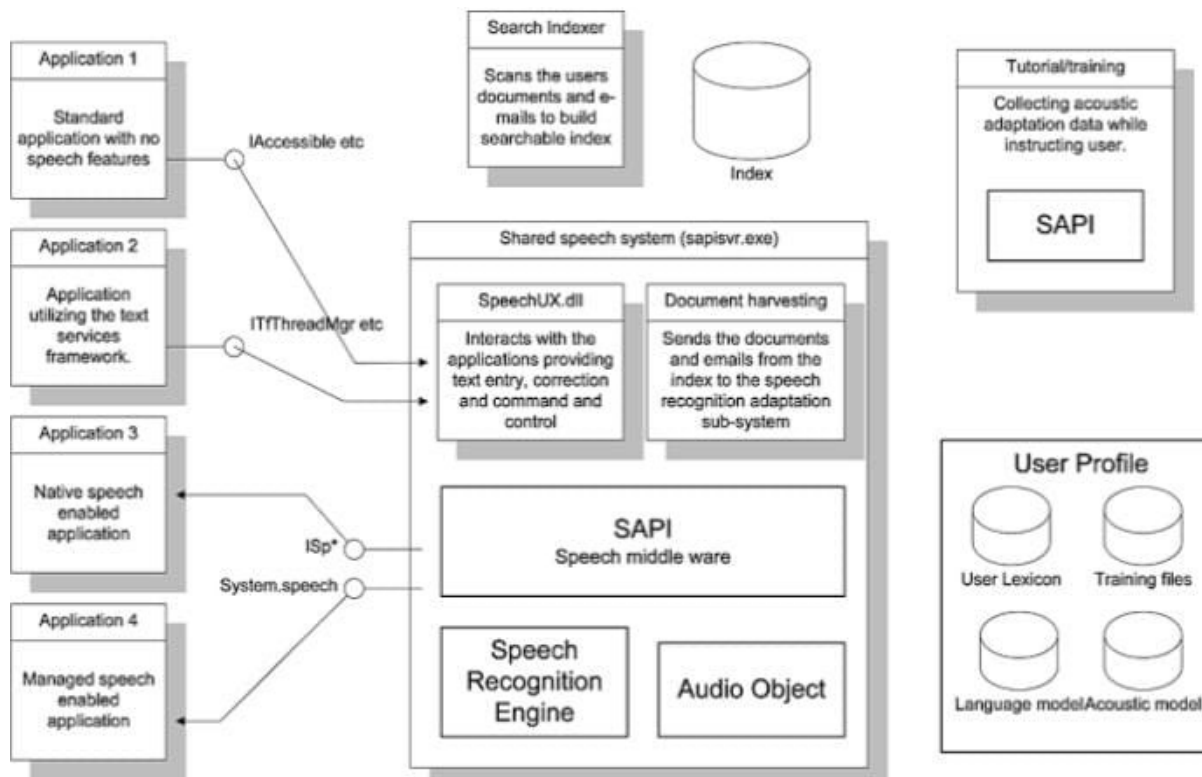 Application 1
Standard
application with no
speech features
IAccessible etc
Search Indexer
Scans the users
documents and e-
mails to build
searchable index
Index
Tutorial/training
Collecting acoustic
adaptation data while
instructing user.
SAPI
Application 2
Application
utilizing the text
services
framework.
ITfThreadMgr etc
Shared speech system (sapisvr.exe)
SpeechUX.dll
Interacts with the
applications providing
text entry, correction
and command and
control
Document harvesting
Sends the documents
and emails from the
index to the speech
recognition adaptation
sub-system
Application 3
Native speech
enabled
application
ISp*
System.speech
SAPI
Speech middle ware
Application 4
Managed speech
enabled
application
Speech
Recognition
Engine
Audio Object
User Profile
User Lexicon
Training files
Language model
Acoustic model